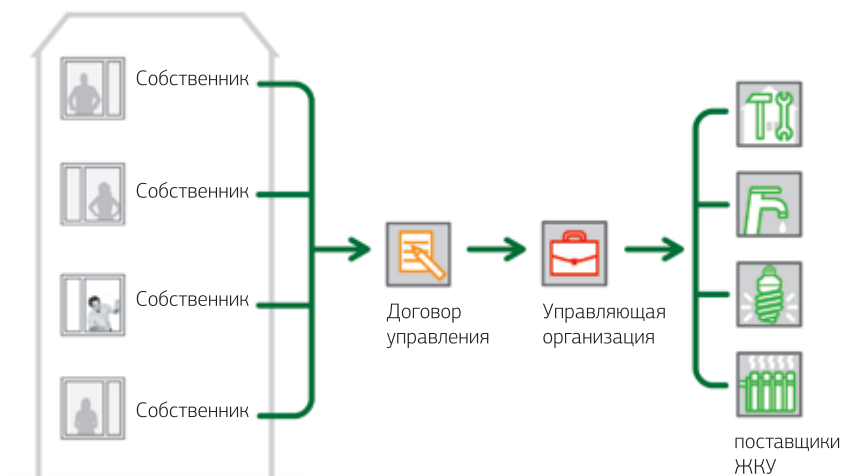 Собственник
Собственник
Собственник
Собственник
Договор
управления
Управляющая
организация
поставщики
ЖКУ